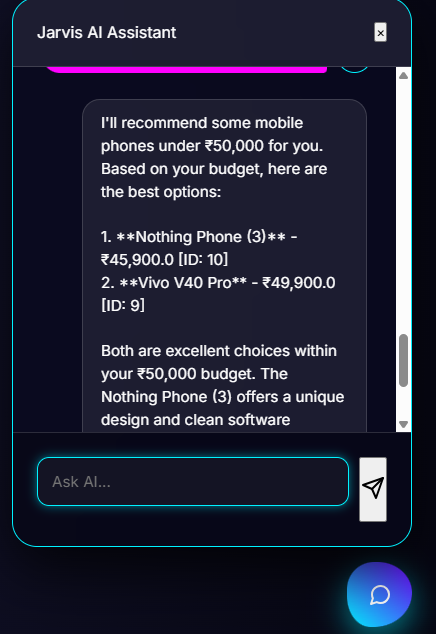 Jarvis AI Assistant
×
I'll recommend some mobile
phones under ₹50,000 for you.
Based on your budget, here are
the best options:
1. **Nothing Phone (3)** -
₹45,900.0 [ID: 10]
2. **Vivo V40 Pro** - ₹49,900.0
[ID: 9]
Both are excellent choices within
your ₹50,000 budget. The
Nothing Phone (3) offers a unique
design and clean software
Ask AI...